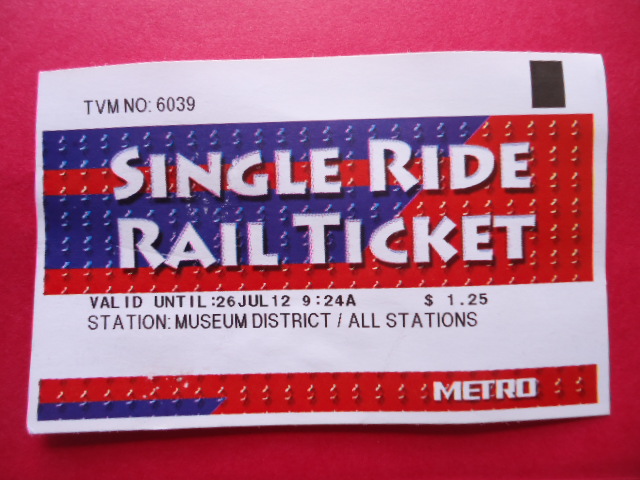 TVM NO: 6039
SINGLE RIDE
RAIL TICKET
VALID UNTIL:26JUL12 9:24A $ 1.25
STATION: MUSEUM DISTRICT / ALL STATIONS
METRO